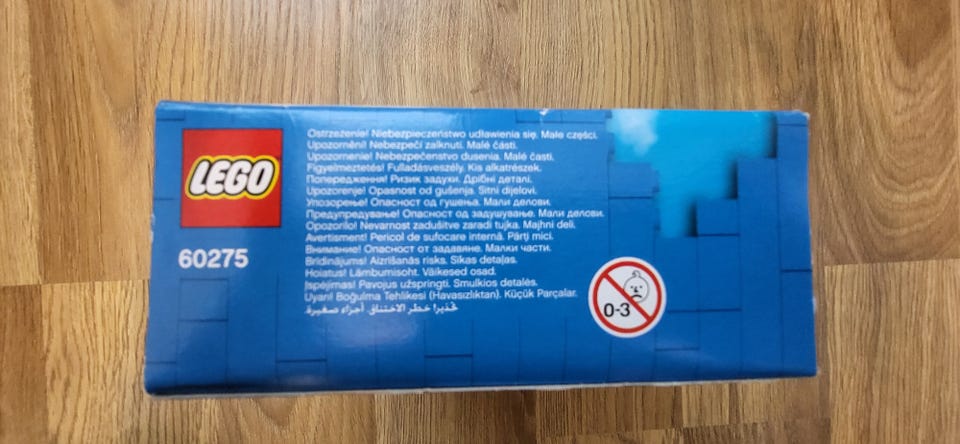 LEGO
60275
Ostrzeżenie! Niebezpieczeństwo udławienia się. Małe części.
Upozornění! Nebezpečí zalknutí. Malé části.
Upozornenie! Nebezpečenstvo dusenia. Malé časti.
Figyelmeztetés! Fulladásveszély. Kis alkatrészek.
Попередження! Ризик задухи. Дрібні деталі.
Upozorenje! Opasnost od gušenja. Sitni dijelovi.
Упозорење! Опасност од гушења. Мали делови.
Предупредување! Опасност од задушување. Мали делови.
Opozorilo! Nevarnost zadušitve zaradi tujka. Majhni deli.
Avertisment! Pericol de sufocare internă. Părți mici.
Внимание! Опасност от задавяне. Малки части.
Brīdinājums! Aizrīšanās risks. Sīkas detaļas.
Hoiatus! Lämbumisoht. Väikesed osad.
Įspėjimas! Pavojus užspringti. Smulkios detalės.
Uyarı! Boğulma Tehlikesi (Havasızlıktan). Küçük Parçalar.
تحذير! خطر الاختناق. أجزاء صغيرة
0-3